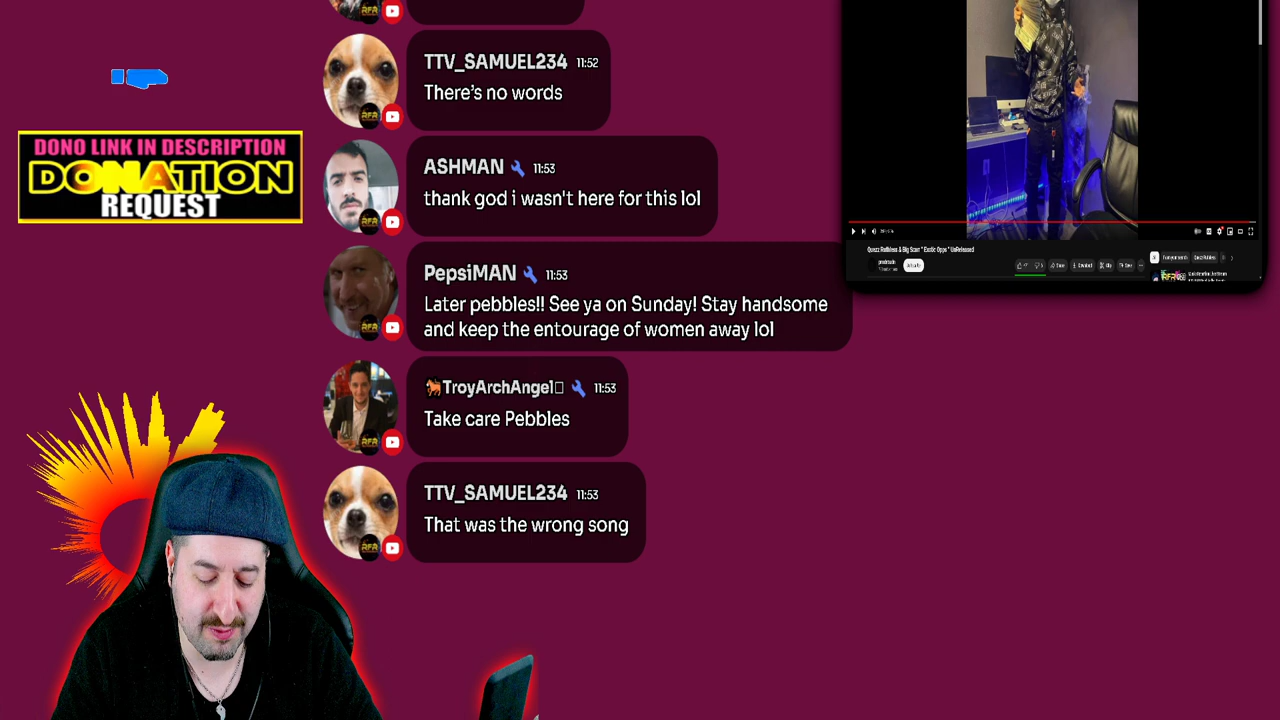 TTV_SAMUEL234 11:52
There's no words
ASHMAN 11:53
thank god i wasn't here for this lol
PepsiMAN 11:53
Later pebbles!! See ya on Sunday! Stay handsome
and keep the entourage of women away lol
TroyArchAngel 11:53
Take care Pebbles
TTV_SAMUEL234 11:53
That was the wrong song
DONO LINK IN DESCRIPTION
DONATION
REQUEST
RFR